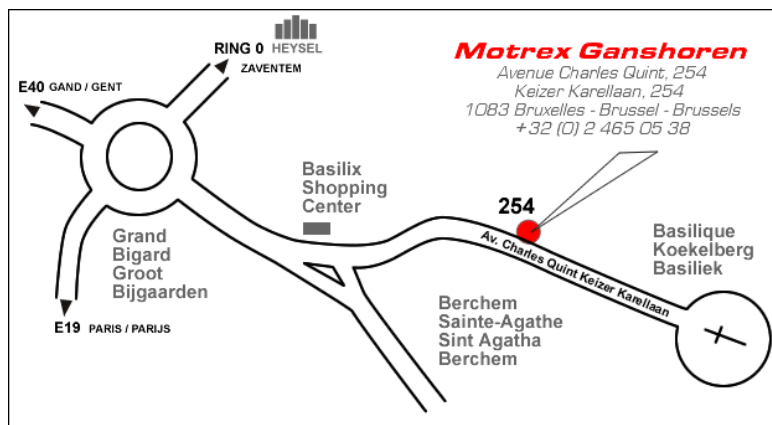 RING 0 HEYSEL
ZAVENTEM
E40 GAND / GENT
Motrex Ganshoren
Avenue Charles Quint, 254
Keizer Karellaan, 254
1083 Bruxelles - Brussel - Brussels
+32 (0) 2 465 05 38
Basilix
Shopping
Center
254
Basilique
Koekelberg
Basiliek
Av. Charles Quint Keizer Karellaan
Grand
Bigard
Groot
Bijgaarden
Berchem
Sainte-Agathe
Sint Agatha
Berchem
E19 PARIS / PARIJS